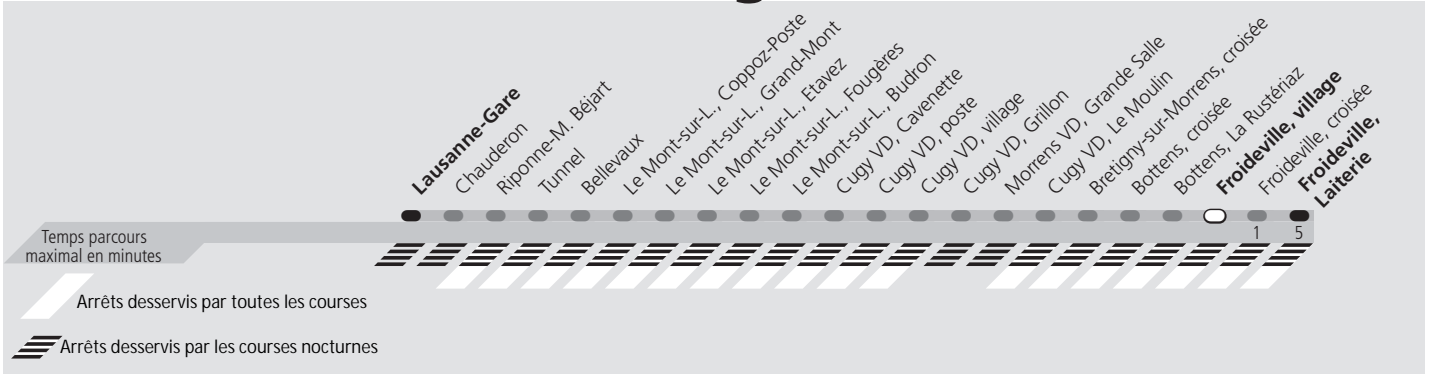 Lausanne-Gare
Chauderon
Riponne-M. Béjart
Tunnel
Bellevaux
Le Mont-sur-L., Coppoz-Poste
Le Mont-sur-L., Grand-Mont
Le Mont-sur-L., Etavez
Le Mont-sur-L., Fougères
Le Mont-sur-L., Budron
Cugy VD, Cavenette
Cugy VD, poste
Cugy VD, village
Cugy VD, Grillon
Morrens VD, Grande Salle
Cugy VD, Le Moulin
Bretigny-sur-Morrens, croisée
Bottens, croisée
Bottens, La Rustériaz
Froideville, village
Froideville, croisée
Froideville,
Laiterie
Temps parcours
maximal en minutes
1 5
Arrêts desservis par toutes les courses
Arrêts desservis par les courses nocturnes